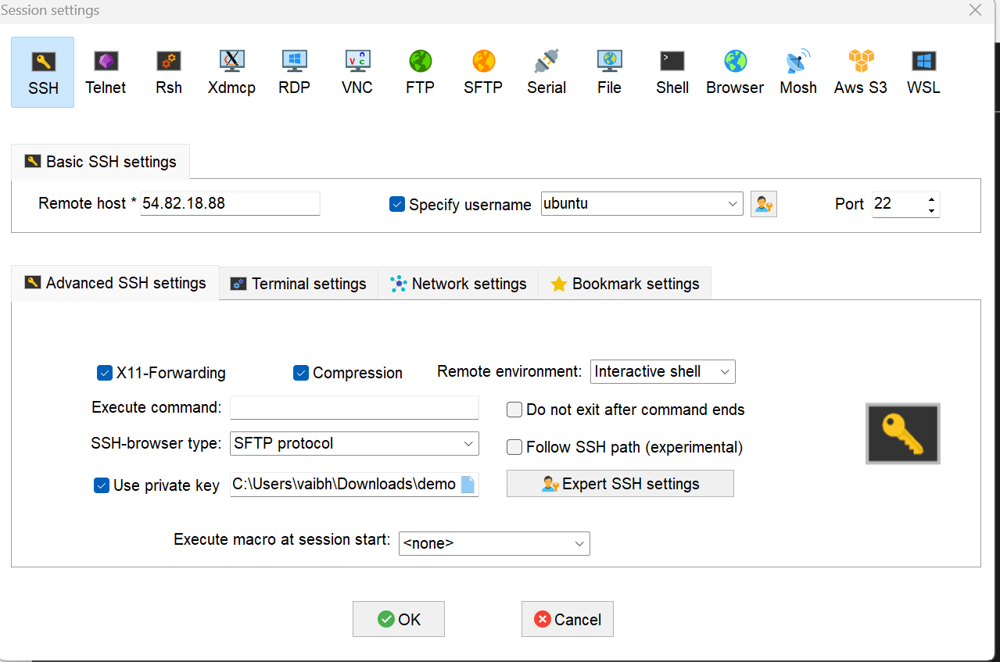 Session settings
SSH Telnet Rsh Xdmcp RDP VNC FTP SFTP Serial File Shell Browser Mosh Aws S3 WSL
Basic SSH settings
Remote host * 54.82.18.88 Specify username ubuntu Port 22
Advanced SSH settings Terminal settings Network settings Bookmark settings
X11-Forwarding Compression Remote environment: Interactive shell
Execute command: Do not exit after command ends
SSH-browser type: SFTP protocol Follow SSH path (experimental)
Use private key C:\Users\vaibh\Downloads\demo Expert SSH settings
Execute macro at session start: <none>
OK Cancel